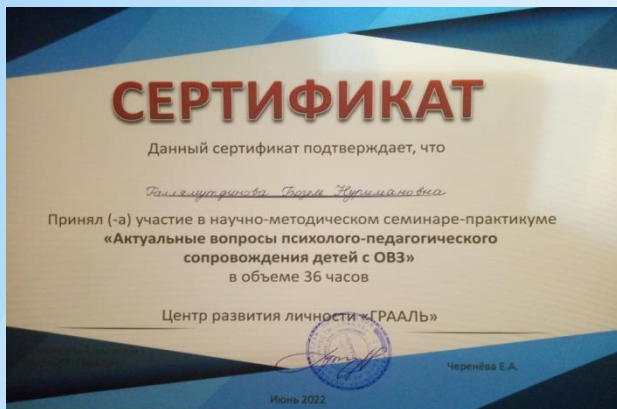 СЕРТИФИКАТ
Данный сертификат подтверждает, что
Галлямутдинова Нуримановна
Принял (-а) участие в научно-методическом семинаре-практикуме
«Актуальные вопросы психолого-педагогического
сопровождения детей с ОВЗ»
в объеме 36 часов
Центр развития личности «ГРААЛЬ»
Черенёва Е.А.
Июнь 2022